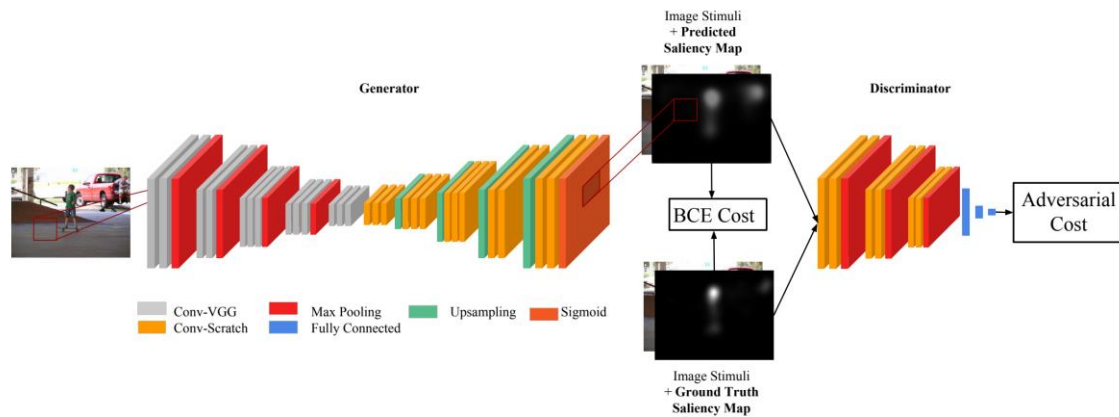 Image Stimuli
+ Predicted
Saliency Map
Generator
Discriminator
BCE Cost
Adversarial
Cost
Conv-VGG
Max Pooling
Upsampling
Sigmoid
Conv-Scratch
Fully Connected
Image Stimuli
+ Ground Truth
Saliency Map